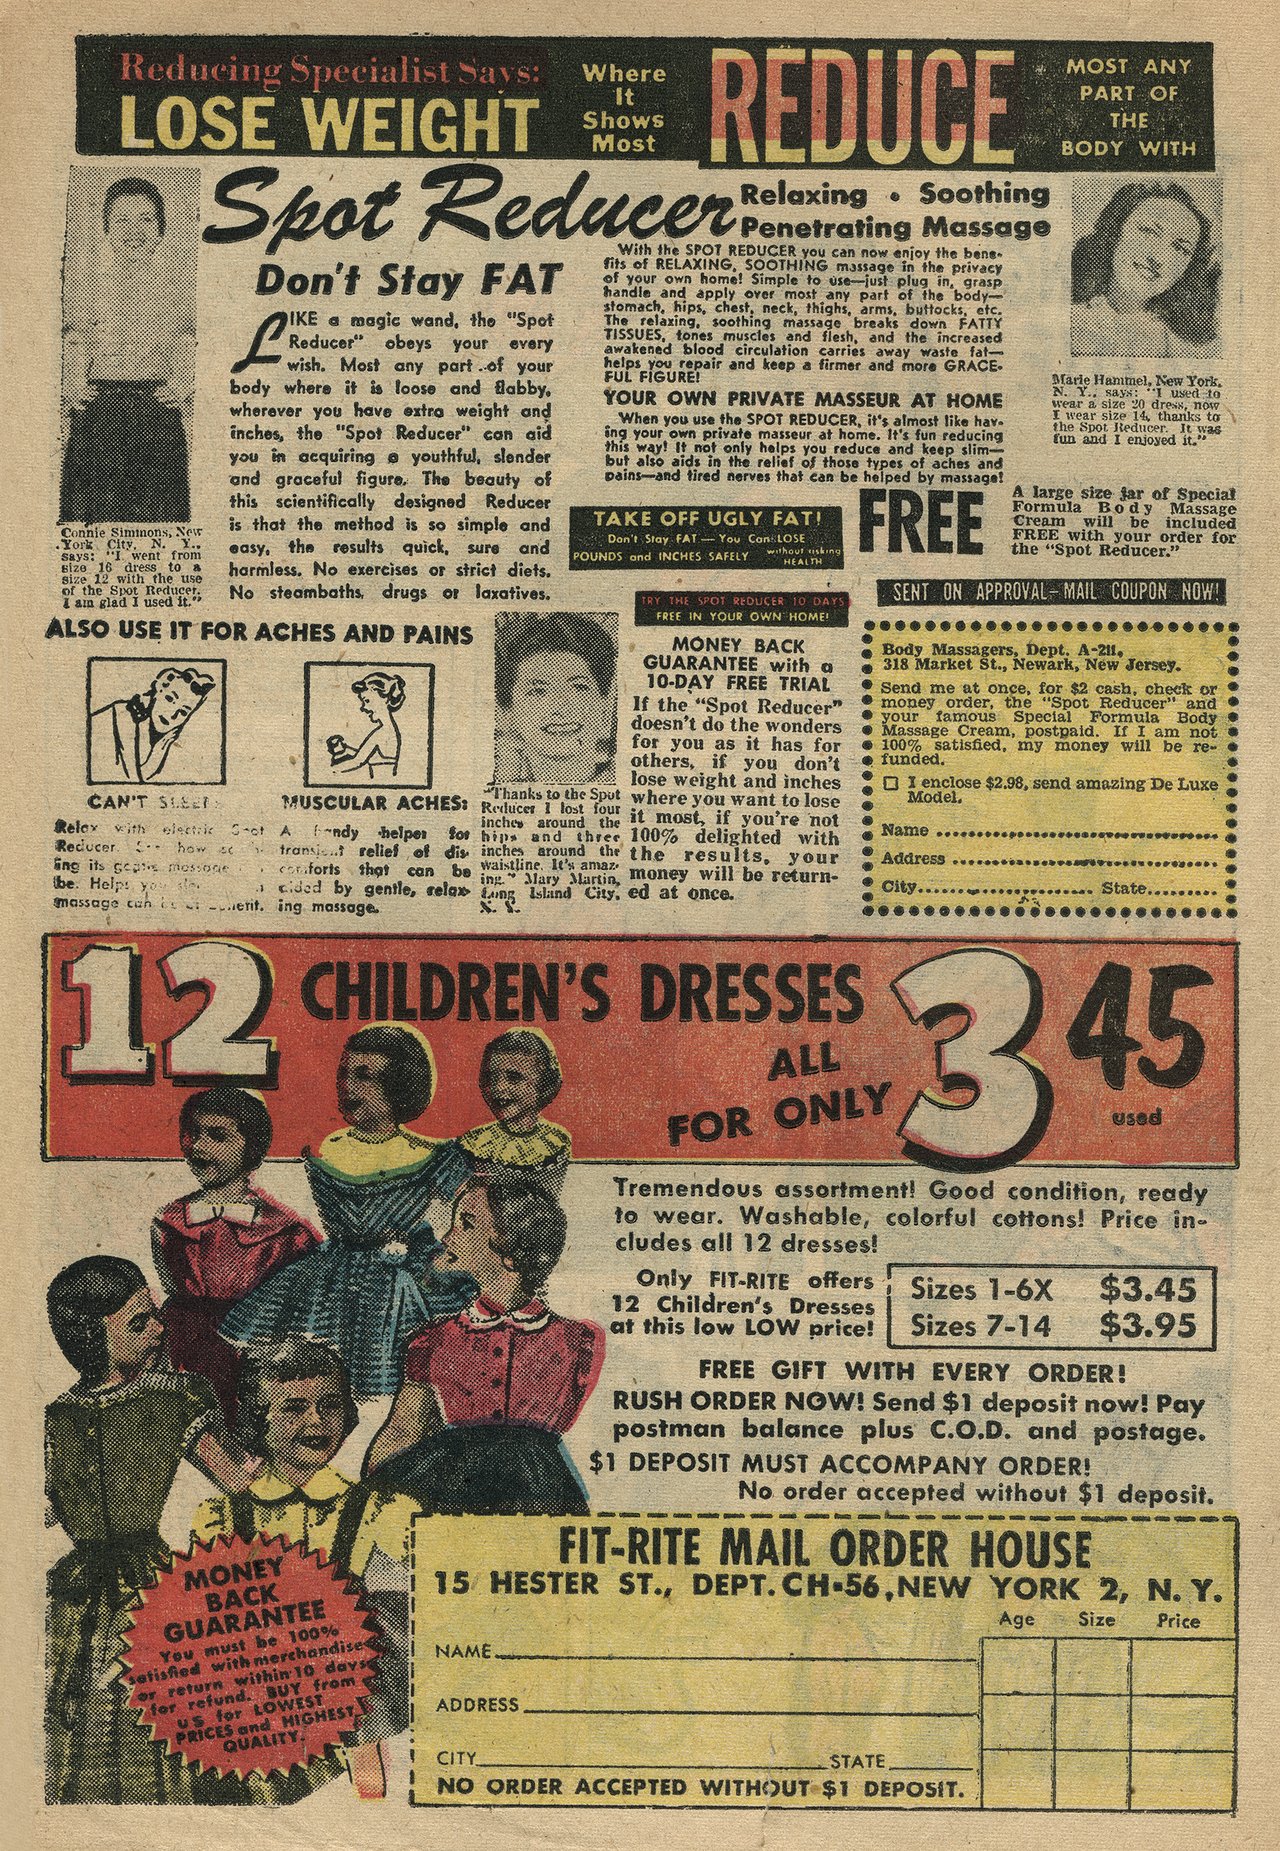 Reducing Specialist Says:
LOSE WEIGHT
Where
It
Shows
Most
REDUCE
MOST ANY
PART OF
THE
BODY WITH
Spot Reducer
Relaxing • Soothing
Penetrating Massage
Don't Stay FAT
LIKE a magic wand, the "Spot
Reducer" obeys your every
wish. Most any part of your
body where it is loose and flabby,
wherever you have extra weight and
inches, the "Spot Reducer" can aid
you in acquiring a youthful, slender
and graceful figure. The beauty of
this scientifically designed Reducer
is that the method is so simple and
easy, the results quick, sure and
harmless. No exercises or strict diets.
No steambaths, drugs or laxatives.
Connie Simmons, New
York City, N. Y.,
says: "I went from
size 16 dress to a
size 12 with the use
of the Spot Reducer.
I am glad I used it."
With the SPOT REDUCER you can now enjoy the bene-
fits of RELAXING, SOOTHING massage in the privacy
of your own home! Simple to use—just plug in, grasp
handle and apply over most any part of the body—
stomach, hips, chest, neck, thighs, arms, buttocks, etc.
The relaxing, soothing massage breaks down FATTY
TISSUES, tones muscles and flesh, and the increased
awakened blood circulation carries away waste fat—
helps you repair and keep a firmer and more GRACE-
FUL FIGURE!
YOUR OWN PRIVATE MASSEUR AT HOME
When you use the SPOT REDUCER, it's almost like hav-
ing your own private masseur at home. It's fun reducing
this way! It not only helps you reduce and keep slim—
but also aids in the relief of those types of aches and
pains—and tired nerves that can be helped by massage!
Marie Hammel, New York,
N. Y., says: "I used to
wear a size 20 dress, now
I wear size 14, thanks to
the Spot Reducer. It was
fun and I enjoyed it."
TAKE OFF UGLY FAT!
Don't Stay FAT — You Can LOSE
POUNDS and INCHES SAFELY without risking
HEALTH
FREE
A large size jar of Special
Formula Body Massage
Cream will be included
FREE with your order for
the "Spot Reducer."
ALSO USE IT FOR ACHES AND PAINS
CAN'T SLEEP:
Relax with electric Spot
Reducer. See how
ing its gentle massage
be. Helps you
massage can be of benefit.
MUSCULAR ACHES:
A handy helper for
transient relief of dis-
comforts that can be
aided by gentle, relax-
ing massage.
"Thanks to the Spot
Reducer I lost four
inches around the
hips and three
inches around the
waistline. It's amaz-
ing." Mary Martin,
Long Island City,
N. Y.
TRY THE SPOT REDUCER 10 DAYS
FREE IN YOUR OWN HOME!
MONEY BACK
GUARANTEE with a
10-DAY FREE TRIAL
If the "Spot Reducer"
doesn't do the wonders
for you as it has for
others, if you don't
lose weight and inches
where you want to lose
it most, if you're not
100% delighted with
the results, your
money will be return-
ed at once.
SENT ON APPROVAL—MAIL COUPON NOW!
Body Massagers, Dept. A-211,
318 Market St., Newark, New Jersey.
Send me at once, for $2 cash, check or
money order, the "Spot Reducer" and
your famous Special Formula Body
Massage Cream, postpaid. If I am not
100% satisfied, my money will be re-
funded.
I enclose $2.98, send amazing De Luxe
Model.
Name
Address
City State
12 CHILDREN'S DRESSES
ALL
FOR ONLY
3 45
used
Tremendous assortment! Good condition, ready
to wear. Washable, colorful cottons! Price in-
cludes all 12 dresses!
Only FIT-RITE offers
12 Children's Dresses
at this low LOW price!
Sizes 1-6X $3.45
Sizes 7-14 $3.95
FREE GIFT WITH EVERY ORDER!
RUSH ORDER NOW! Send $1 deposit now! Pay
postman balance plus C.O.D. and postage.
$1 DEPOSIT MUST ACCOMPANY ORDER!
No order accepted without $1 deposit.
MONEY
BACK
GUARANTEE
You must be 100%
satisfied with merchandise
or return within 10 days
for refund. BUY from
us for LOWEST
PRICES and HIGHEST
QUALITY.
FIT-RITE MAIL ORDER HOUSE
15 HESTER ST., DEPT. CH-56, NEW YORK 2, N. Y.
Age Size Price
NAME
ADDRESS
CITY STATE
NO ORDER ACCEPTED WITHOUT $1 DEPOSIT.